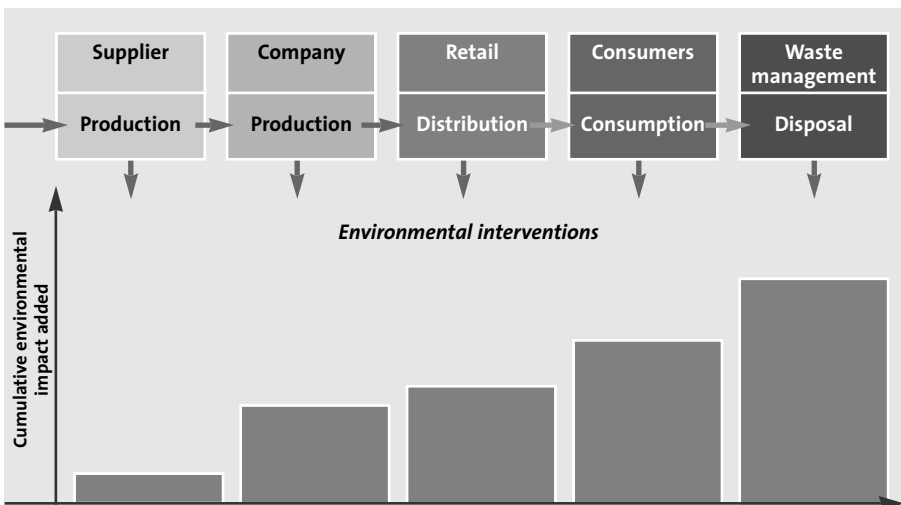 Supplier
Company
Retail
Consumers
Waste
management
Production
Production
Distribution
Consumption
Disposal
Environmental interventions
Cumulative environmental
impact added